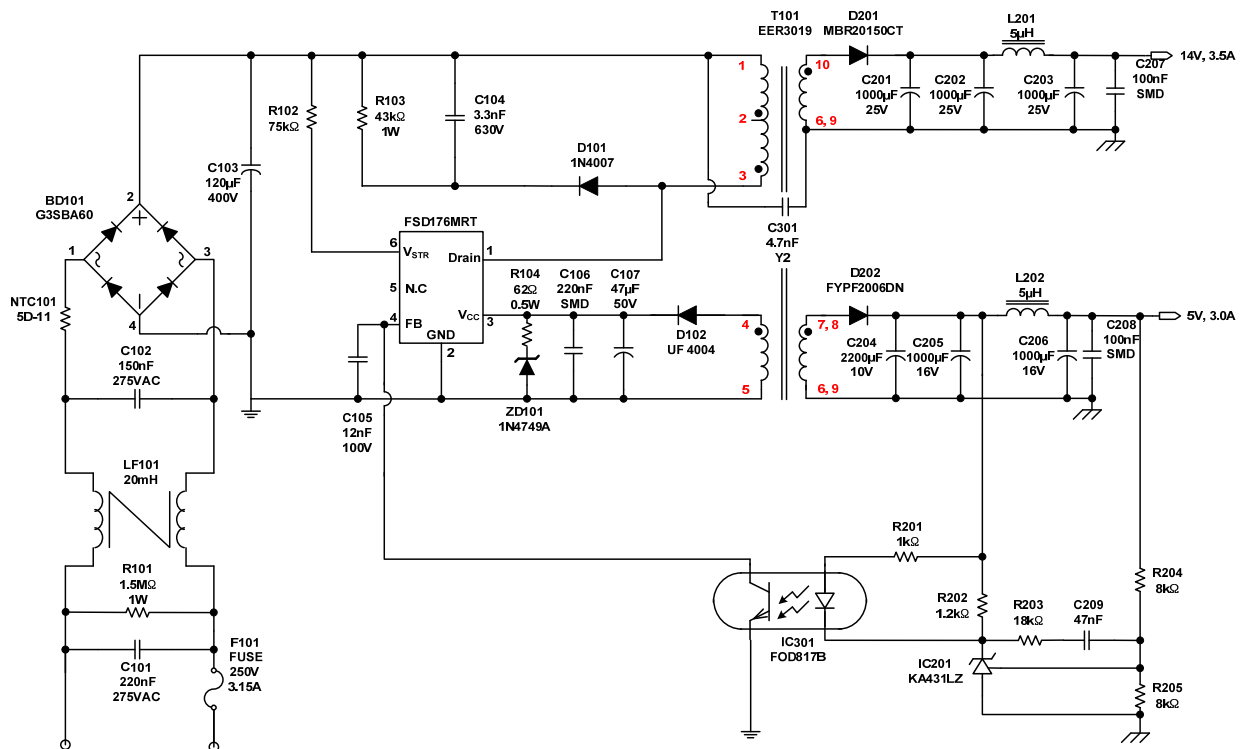 T101
EER3019
D201
MBR20150CT
L201
5µH
14V, 3.5A
1
10
C201
1000µF
25V
C202
1000µF
25V
C203
1000µF
25V
C207
100nF
SMD
R102
75kΩ
R103
43kΩ
1W
C104
3.3nF
630V
2
6, 9
D101
1N4007
3
C103
120µF
400V
BD101
G3SBA60
2
1
3
4
FSD176MRT
6
VSTR
Drain
1
5
N.C
4
FB
VCC
3
GND
2
C301
4.7nF
Y2
R104
62Ω
0.5W
C106
220nF
SMD
C107
47µF
50V
D102
UF 4004
4
5
D202
FYPF2006DN
L202
5µH
5V, 3.0A
7, 8
6, 9
C204
2200µF
10V
C205
1000µF
16V
C206
1000µF
16V
C208
100nF
SMD
NTC101
5D-11
C102
150nF
275VAC
C105
12nF
100V
ZD101
1N4749A
LF101
20mH
R101
1.5MΩ
1W
C101
220nF
275VAC
F101
FUSE
250V
3.15A
R201
1kΩ
R202
1.2kΩ
R203
18kΩ
C209
47nF
R204
8kΩ
IC301
FOD817B
IC201
KA431LZ
R205
8kΩ